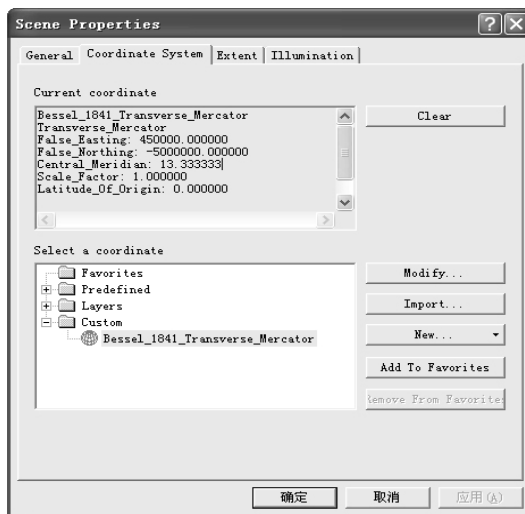 Scene Properties
General
Coordinate System
Extent
Illumination
Current coordinate
Bessel_1841_Transverse_Mercator
Transverse_Mercator
False_Easting: 450000.000000
False_Northing: -5000000.000000
Central_Meridian: 13.333333
Scale_Factor: 1.000000
Latitude_Of_Origin: 0.000000
Clear
Select a coordinate
Favorites
Predefined
Layers
Custom
Bessel_1841_Transverse_Mercator
Modify...
Import...
New...
Add To Favorites
Remove From Favorites
确定
取消
应用(A)